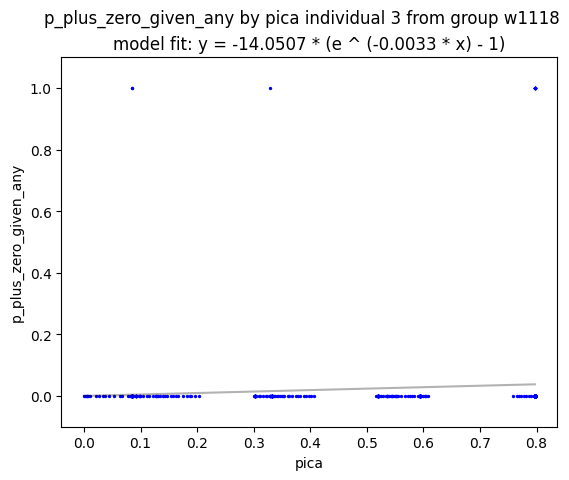 p_plus_zero_given_any by pica individual 3 from group w1118
model fit: y = -14.0507 * (e ^ (-0.0033 * x) - 1)
1.0
0.8
0.6
0.4
0.2
0.0
p_plus_zero_given_any
0.0 0.1 0.2 0.3 0.4 0.5 0.6 0.7 0.8
pica